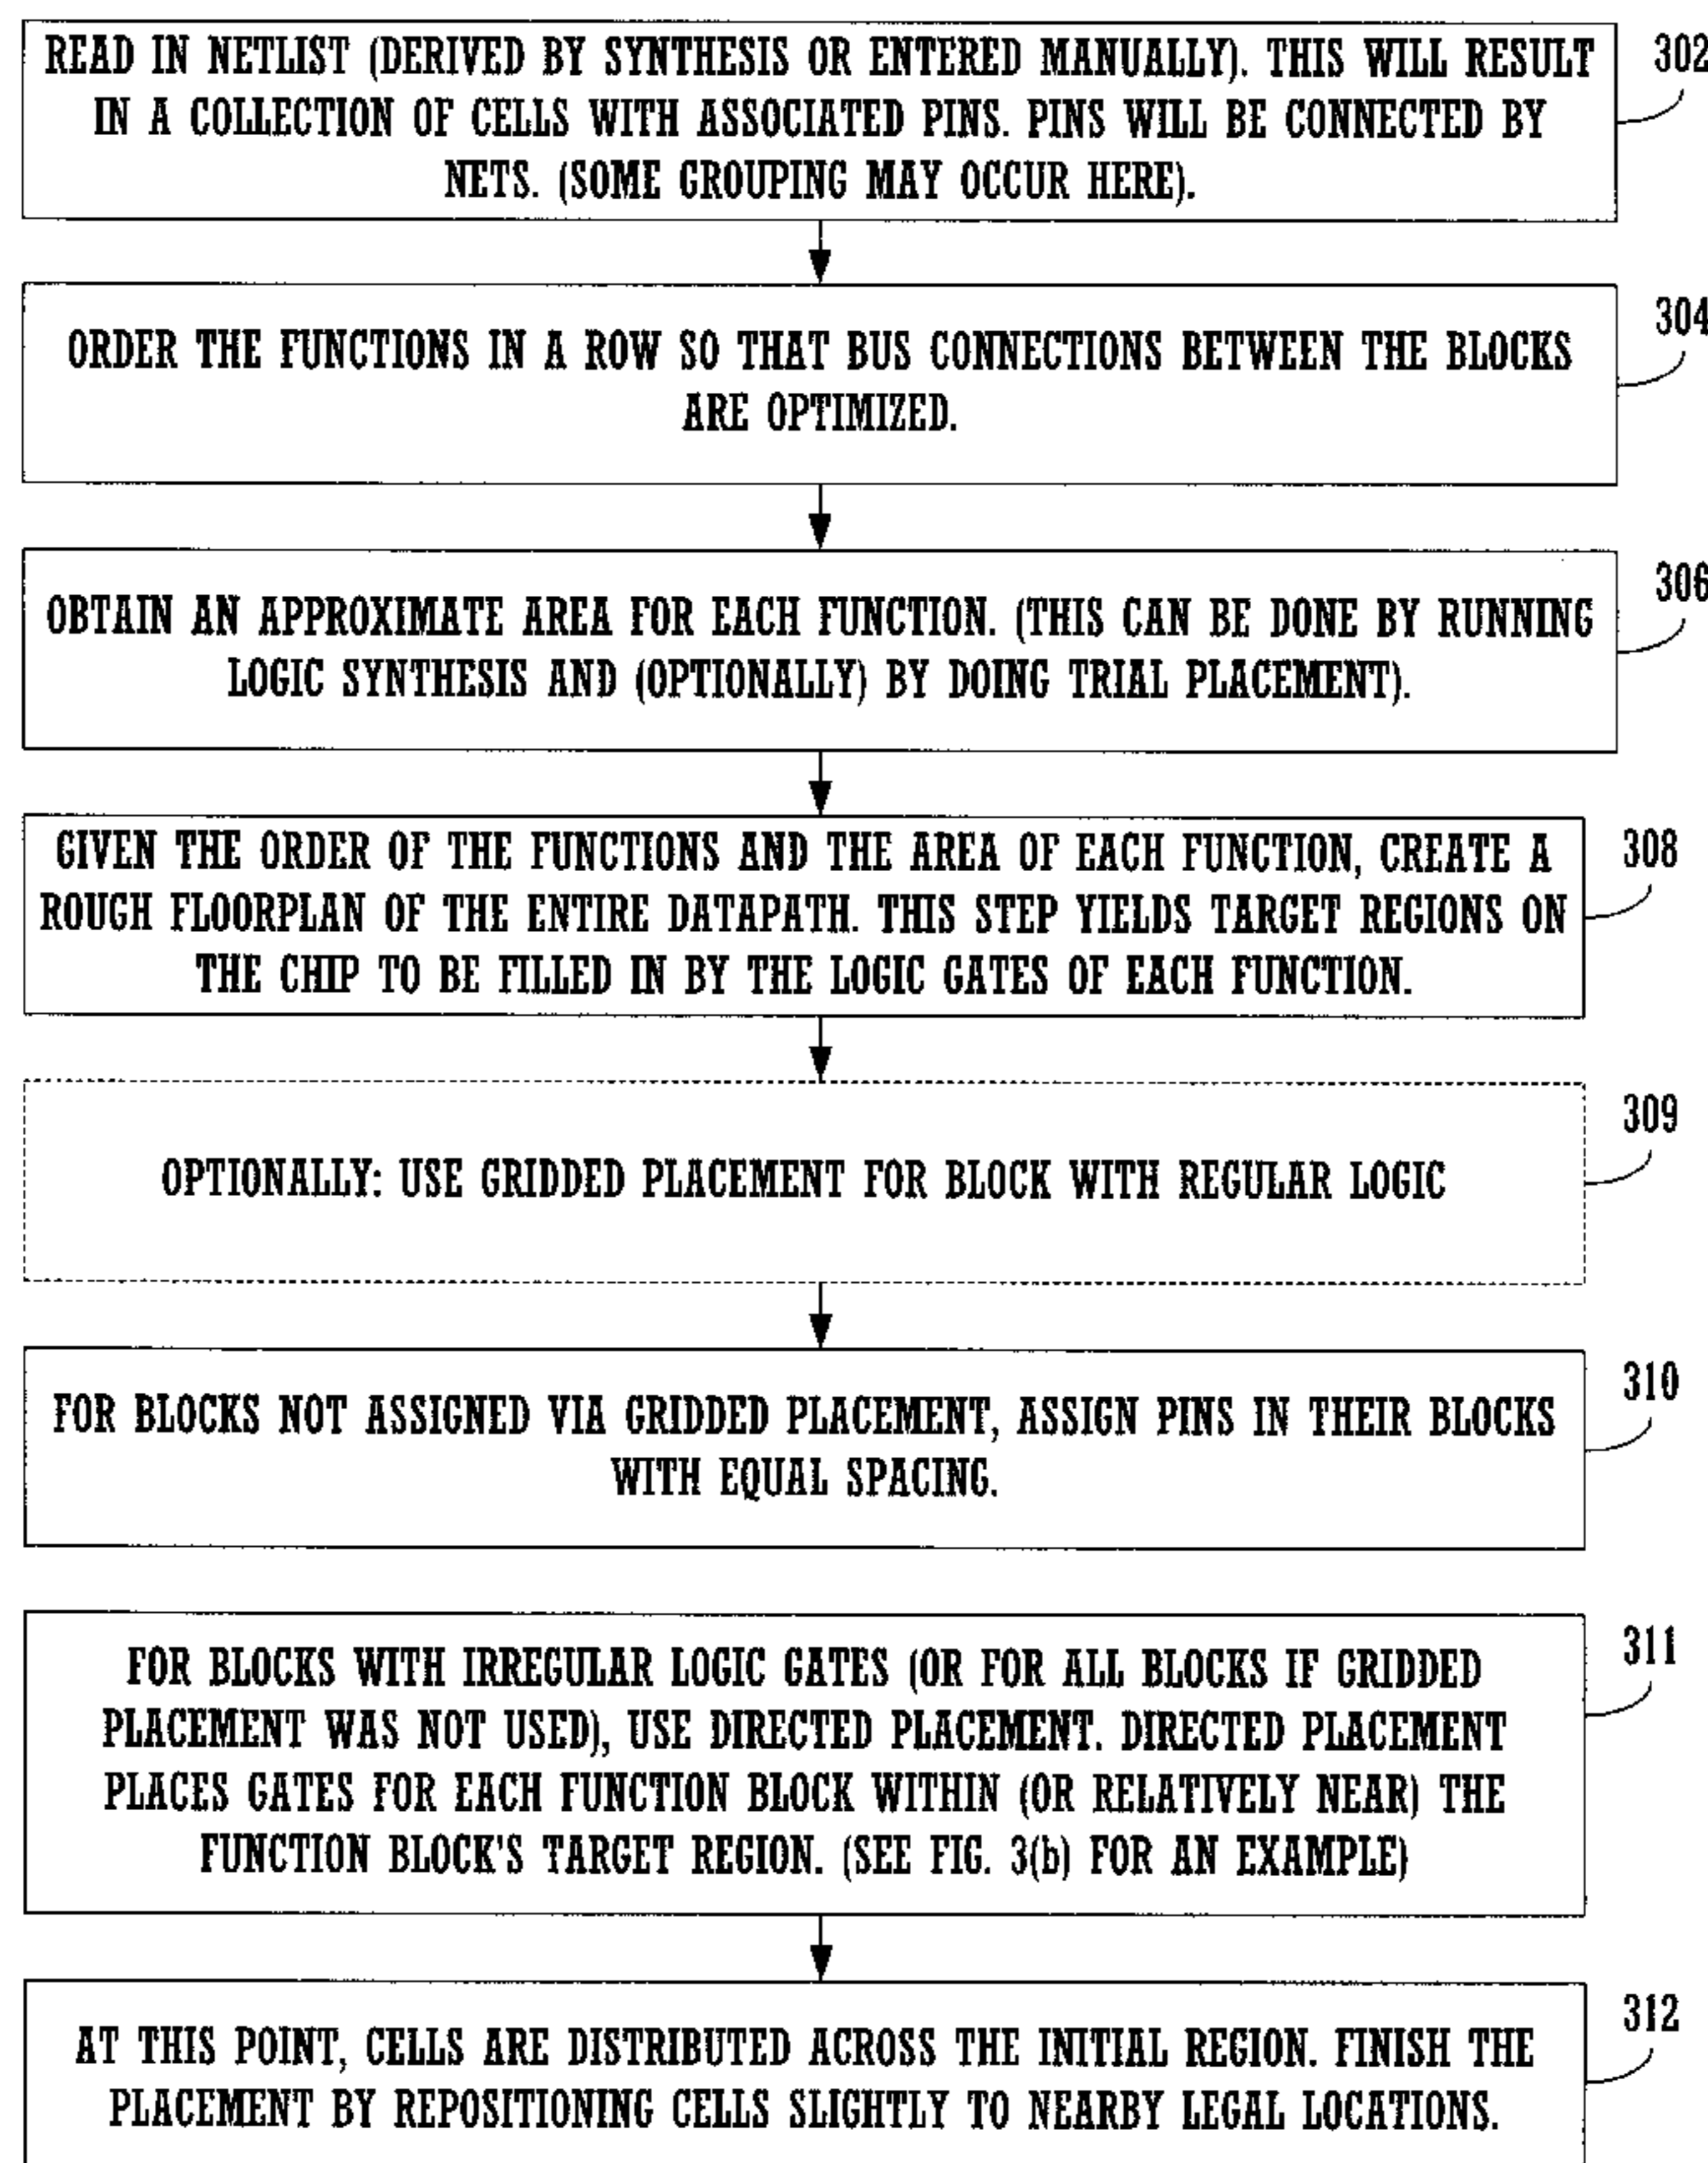 READ IN NETLIST (DERIVED BY SYNTHESIS OR ENTERED MANUALLY). THIS WILL RESULT
IN A COLLECTION OF CELLS WITH ASSOCIATED PINS. PINS WILL BE CONNECTED BY
NETS. (SOME GROUPING MAY OCCUR HERE).
302
ORDER THE FUNCTIONS IN A ROW SO THAT BUS CONNECTIONS BETWEEN THE BLOCKS
ARE OPTIMIZED.
304
OBTAIN AN APPROXIMATE AREA FOR EACH FUNCTION. (THIS CAN BE DONE BY RUNNING
LOGIC SYNTHESIS AND (OPTIONALLY) BY DOING TRIAL PLACEMENT).
306
GIVEN THE ORDER OF THE FUNCTIONS AND THE AREA OF EACH FUNCTION, CREATE A
ROUGH FLOORPLAN OF THE ENTIRE DATAPATH. THIS STEP YIELDS TARGET REGIONS ON
THE CHIP TO BE FILLED IN BY THE LOGIC GATES OF EACH FUNCTION.
308
OPTIONALLY: USE GRIDDED PLACEMENT FOR BLOCK WITH REGULAR LOGIC
309
FOR BLOCKS NOT ASSIGNED VIA GRIDDED PLACEMENT, ASSIGN PINS IN THEIR BLOCKS
WITH EQUAL SPACING.
310
FOR BLOCKS WITH IRREGULAR LOGIC GATES (OR FOR ALL BLOCKS IF GRIDDED
PLACEMENT WAS NOT USED), USE DIRECTED PLACEMENT. DIRECTED PLACEMENT
PLACES GATES FOR EACH FUNCTION BLOCK WITHIN (OR RELATIVELY NEAR) THE
FUNCTION BLOCK'S TARGET REGION. (SEE FIG. 3(b) FOR AN EXAMPLE)
311
AT THIS POINT, CELLS ARE DISTRIBUTED ACROSS THE INITIAL REGION. FINISH THE
PLACEMENT BY REPOSITIONING CELLS SLIGHTLY TO NEARBY LEGAL LOCATIONS.
312